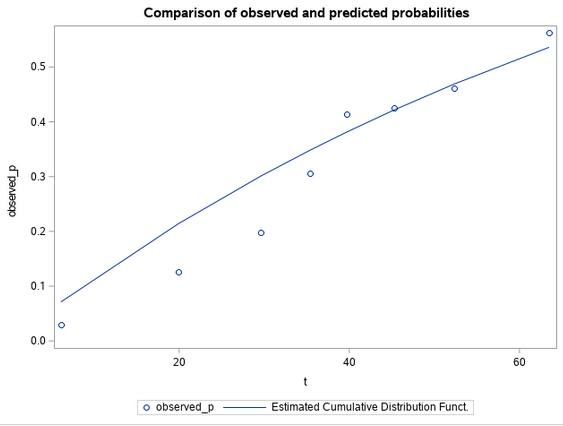 Comparison of observed and predicted probabilities
0.5
0.4
0.3
0.2
0.1
0.0
observed_p
20
40
60
t
observed_p
Estimated Cumulative Distribution Funct.